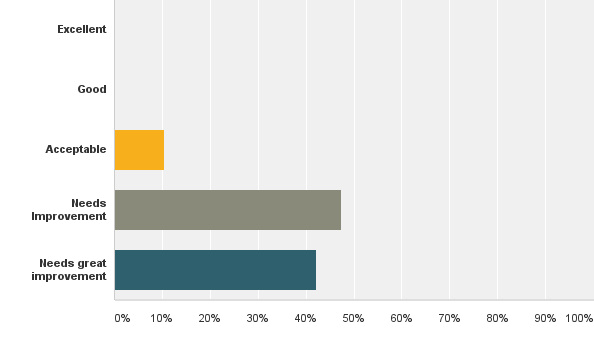 Excellent
Good
Acceptable
Needs
Improvement
Needs great
improvement
0% 10% 20% 30% 40% 50% 60% 70% 80% 90% 100%